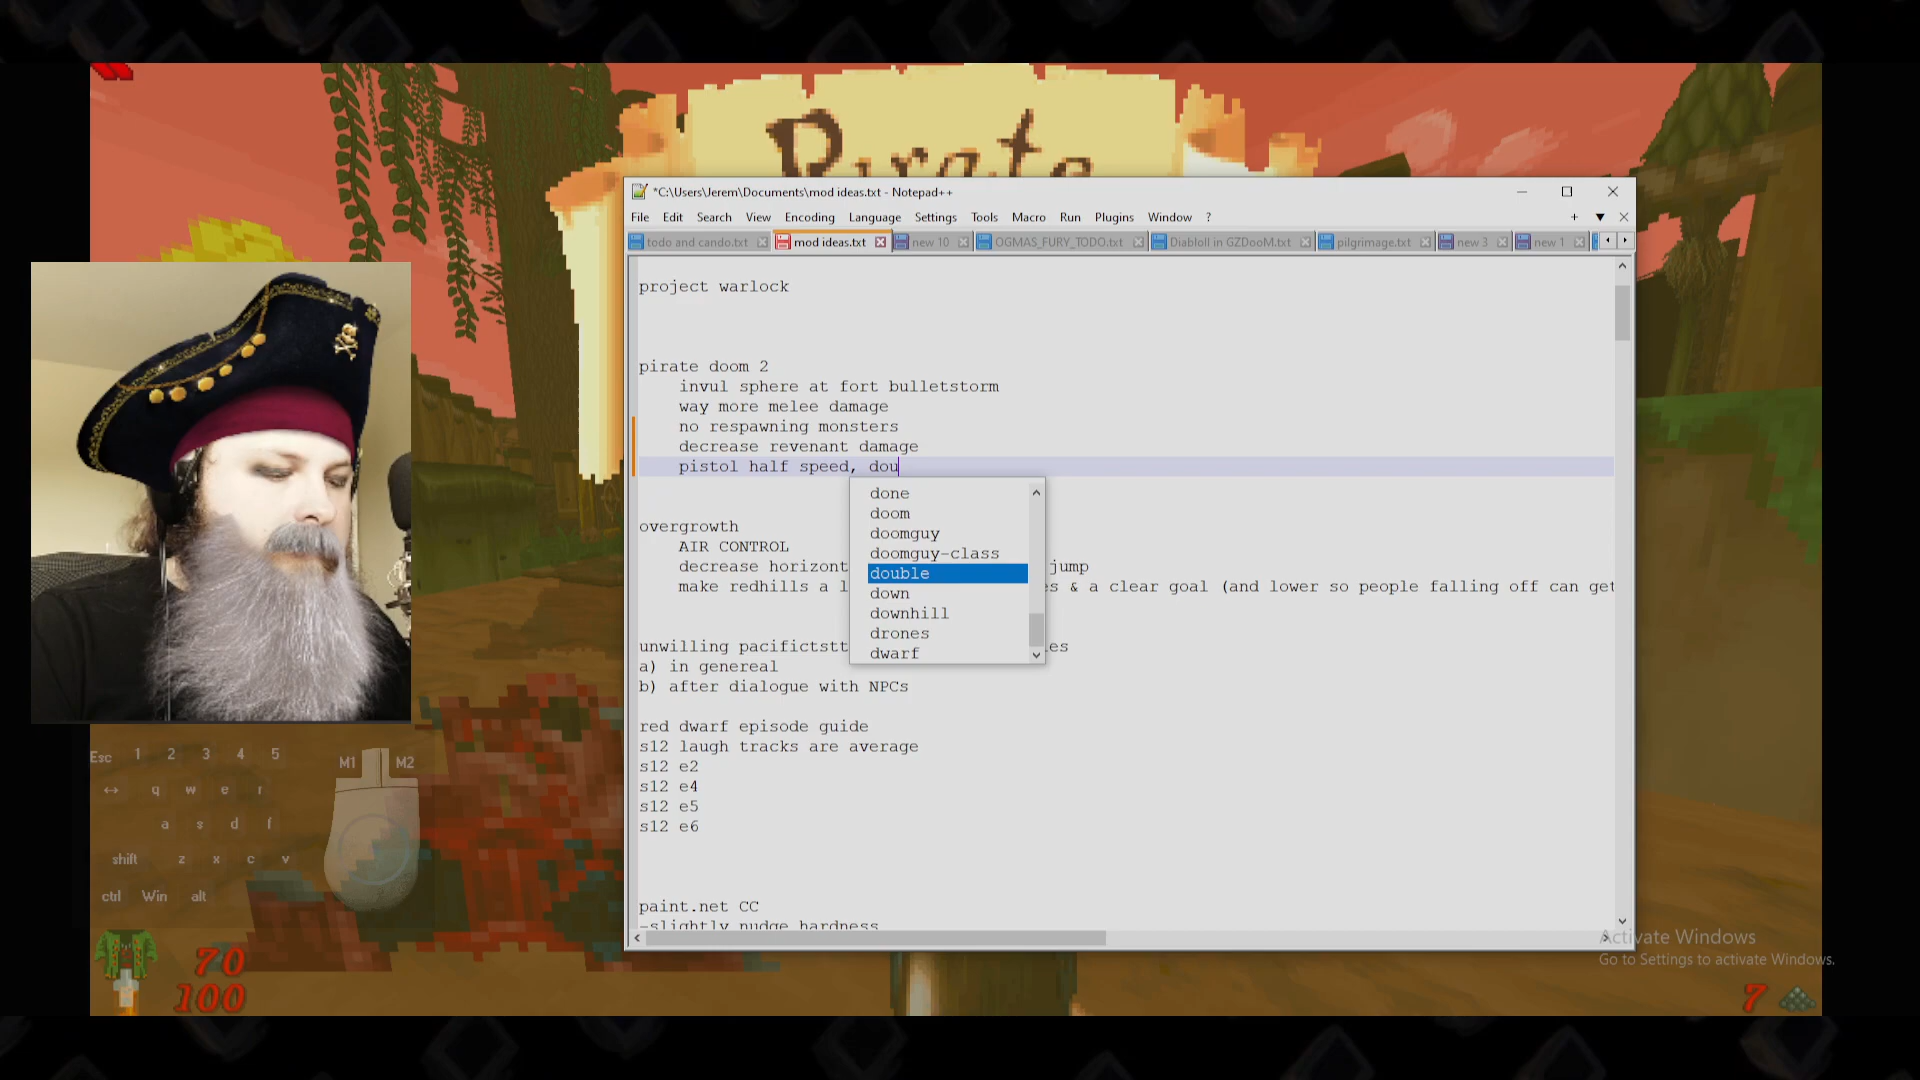 Pirate
*C:\Users\Jerem\Documents\mod ideas.txt - Notepad++
File Edit Search View Encoding Language Settings Tools Macro Run Plugins Window ?
todo and cando.txt mod ideas.txt new 10 OGMAS_FURY_TODO.txt Diabloll in GZDooM.txt pilgrimage.txt new 3 new 1
project warlock
pirate doom 2
invul sphere at fort bulletstorm
way more melee damage
no respawning monsters
decrease revenant damage
pistol half speed, dou
done
doom
doomguy
doomguy-class
double
down
downhill
drones
dwarf
overgrowth
AIR CONTROL
decrease horizont jump
make redhills a l s & a clear goal (and lower so people falling off can get
unwilling pacifictstt es
a) in genereal
b) after dialogue with NPCs
red dwarf episode guide
s12 laugh tracks are average
s12 e2
s12 e4
s12 e5
s12 e6
paint.net CC
-slightly nudge hardness
Esc 1 2 3 4 5
q w e r
a s d f
shift z x c v
ctrl Win alt
M1 M2
70
100
7
Activate Windows
Go to Settings to activate Windows.